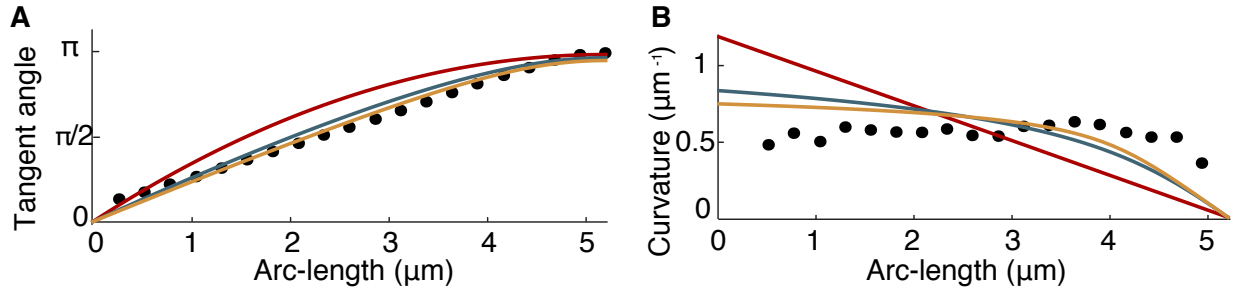 A
Tangent angle
π
π/2
0
0 1 2 3 4 5
Arc-length (μm)
B
Curvature (μm⁻¹)
1
0.5
0
0 1 2 3 4 5
Arc-length (μm)